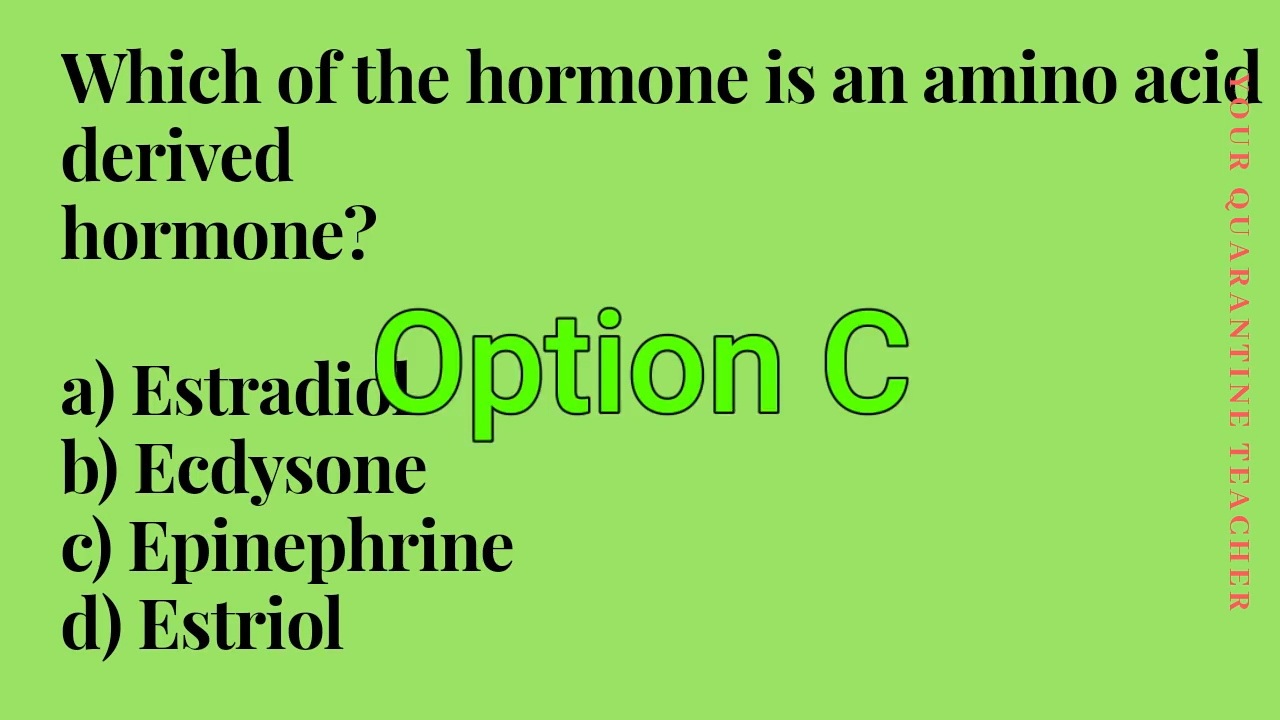 Which of the hormone is an amino acid
derived
hormone?
Option C
a) Estradiol
b) Ecdysone
c) Epinephrine
d) Estriol
YOUR QUARANTINE TEACHER